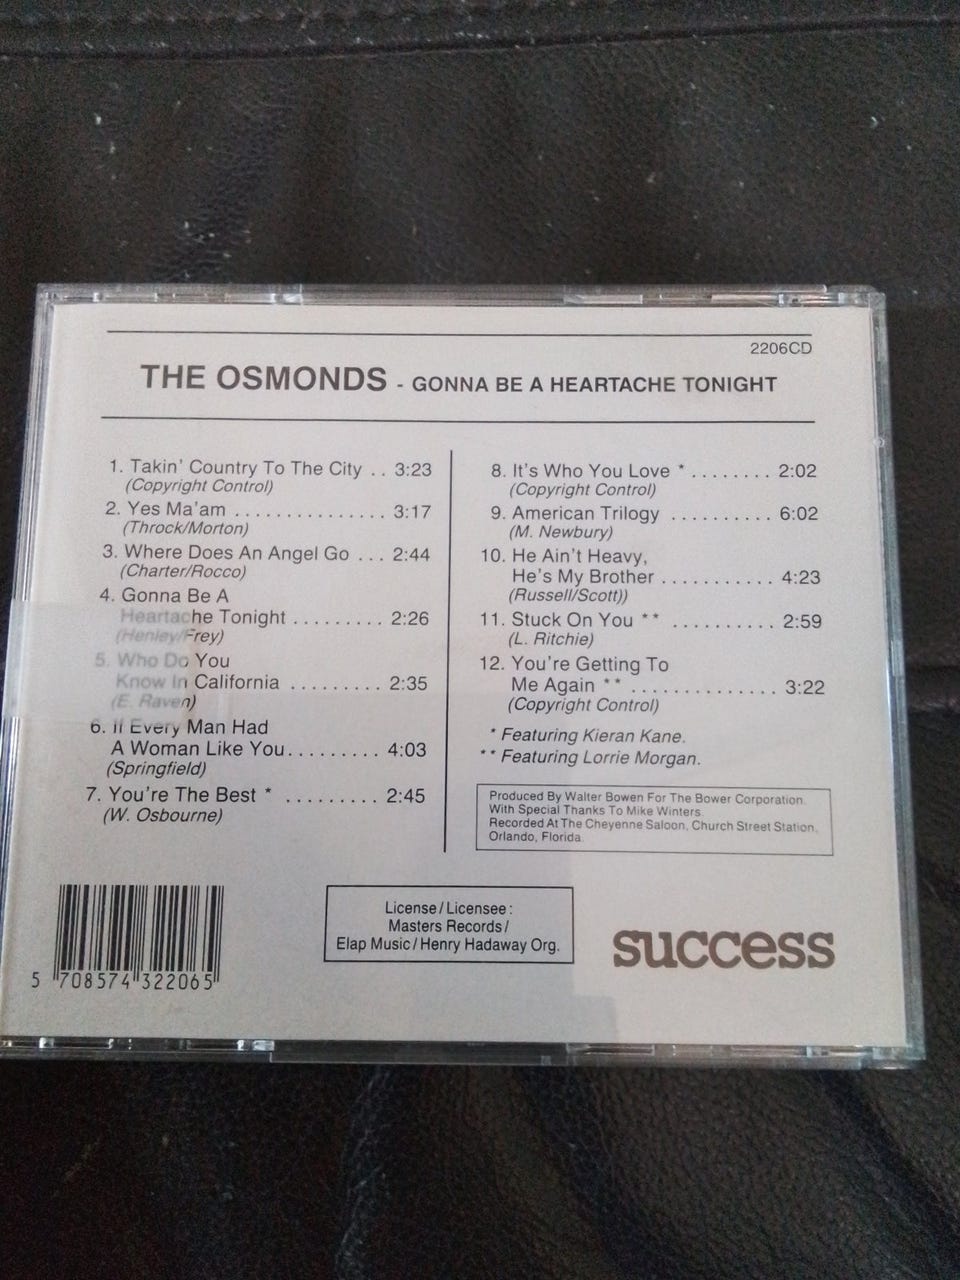 2206CD
THE OSMONDS - GONNA BE A HEARTACHE TONIGHT
1. Takin' Country To The City .. 3:23
(Copyright Control)
2. Yes Ma'am ............... 3:17
(Throck/Morton)
3. Where Does An Angel Go ... 2:44
(Charter/Rocco)
4. Gonna Be A
Heartache Tonight ......... 2:26
(Henley/Frey)
5. Who Do You
Know In California ......... 2:35
(E. Raven)
6. If Every Man Had
A Woman Like You......... 4:03
(Springfield)
7. You're The Best * ......... 2:45
(W. Osbourne)
8. It's Who You Love * ........ 2:02
(Copyright Control)
9. American Trilogy .......... 6:02
(M. Newbury)
10. He Ain't Heavy,
He's My Brother ........... 4:23
(Russell/Scott))
11. Stuck On You ** .......... 2:59
(L. Ritchie)
12. You're Getting To
Me Again ** .............. 3:22
(Copyright Control)
* Featuring Kieran Kane.
** Featuring Lorrie Morgan.
Produced By Walter Bowen For The Bower Corporation.
With Special Thanks To Mike Winters.
Recorded At The Cheyenne Saloon, Church Street Station,
Orlando, Florida.
License/Licensee:
Masters Records/
Elap Music/Henry Hadaway Org.
success
5 708574 322065